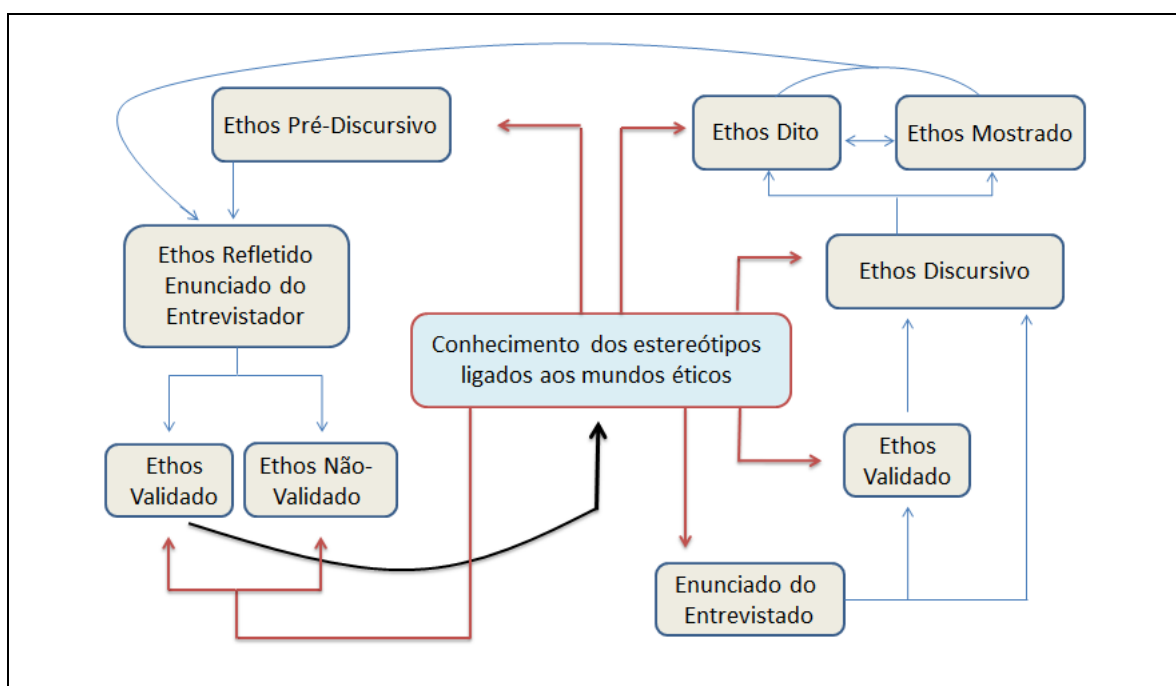 Ethos Pré-Discursivo
Ethos Dito
Ethos Mostrado
Ethos Refletido
Enunciado do
Entrevistador
Ethos Discursivo
Conhecimento dos estereótipos
ligados aos mundos éticos
Ethos
Validado
Ethos Não-
Validado
Ethos
Validado
Enunciado do
Entrevistado